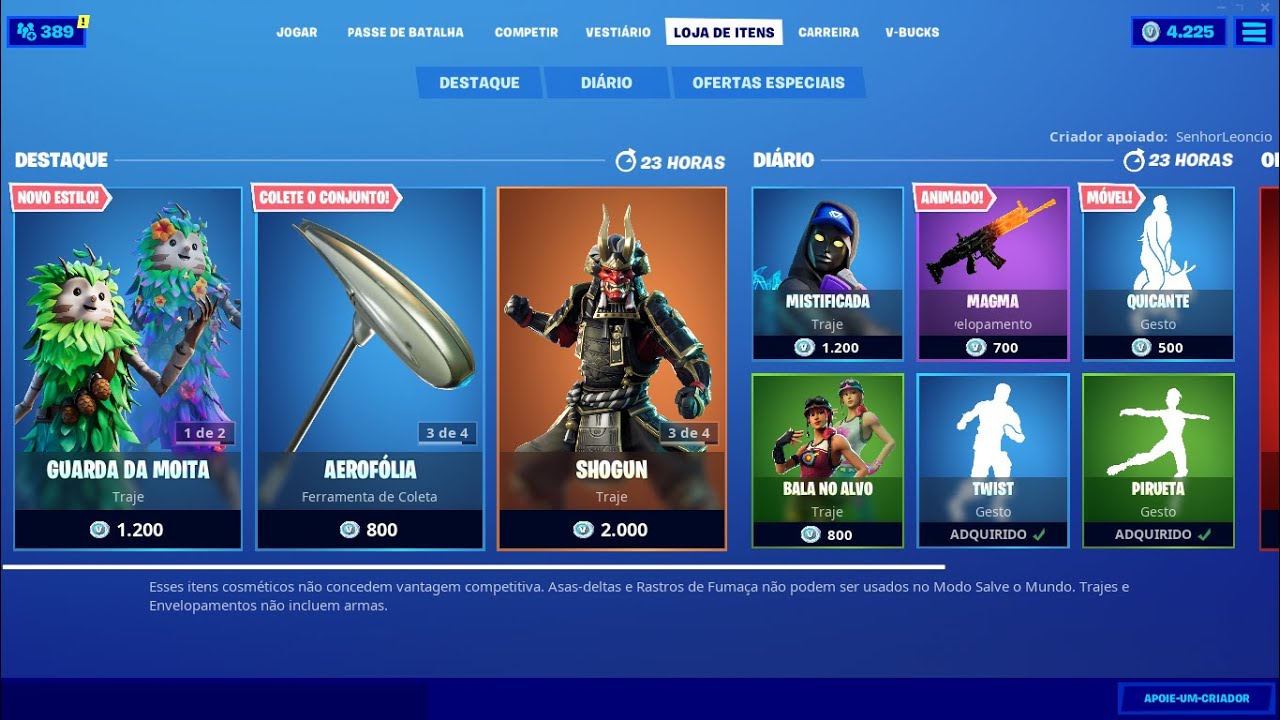 389
!
JOGAR
PASSE DE BATALHA
COMPETIR
VESTIÁRIO
LOJA DE ITENS
CARREIRA
V-BUCKS
4.225
DESTAQUE
DIÁRIO
OFERTAS ESPECIAIS
Criador apoiado: SenhorLeoncio
DESTAQUE
23 HORAS
NOVO ESTILO!
1 de 2
GUARDA DA MOITA
Traje
1.200
COLETE O CONJUNTO!
3 de 4
AEROFÓLIA
Ferramenta de Coleta
800
3 de 4
SHOGUN
Traje
2.000
DIÁRIO
23 HORAS
MISTIFICADA
Traje
1.200
ANIMADO!
MAGMA
velopamento
700
MÓVEL!
QUICANTE
Gesto
500
BALA NO ALVO
Traje
800
TWIST
Gesto
ADQUIRIDO
PIRUETA
Gesto
ADQUIRIDO
Esses itens cosméticos não concedem vantagem competitiva. Asas-deltas e Rastros de Fumaça não podem ser usados no Modo Salve o Mundo. Trajes e
Envelopamentos não incluem armas.
APOIE-UM-CRIADOR